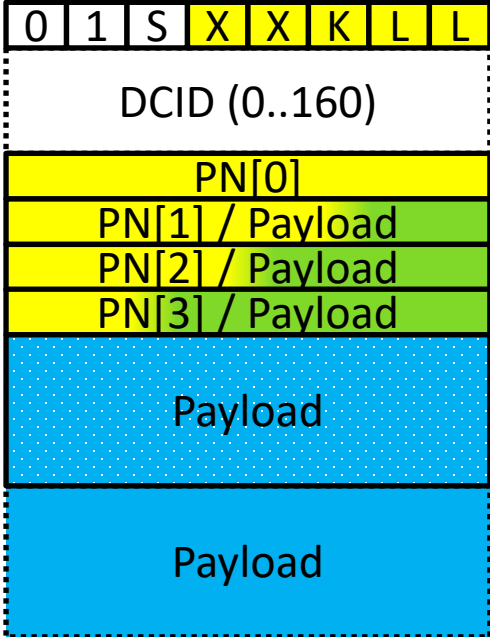 0 1 S X X K L L
DCID (0..160)
PN[0]
PN[1] / Payload
PN[2] / Payload
PN[3] / Payload
Payload
Payload